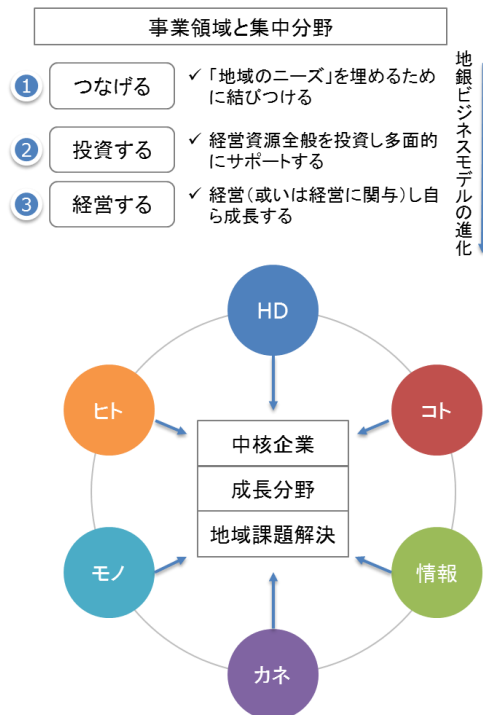 事業領域と集中分野
1 つなげる
✓ 「地域のニーズ」を埋めるため
に結びつける
2 投資する
✓ 経営資源全般を投資し多面的
にサポートする
3 経営する
✓ 経営（或いは経営に関与）し自
ら成長する
地銀ビジネスモデルの進化
HD
ヒト
コト
中核企業
成長分野
地域課題解決
モノ
情報
カネ